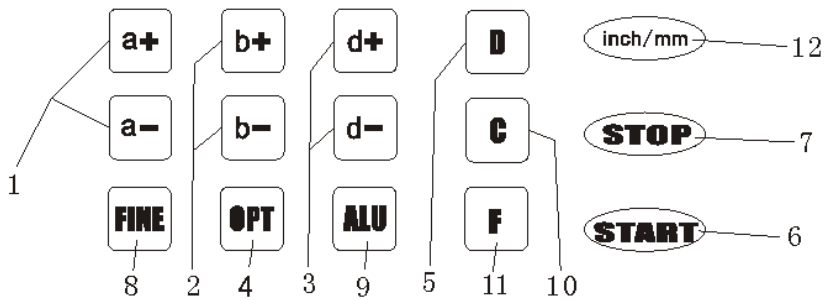 a+ b+ d+ D inch/mm 12
a- b- d- C STOP 7
1
FINE OPT ALU F START 6
8 2 4 3 9 5 11 10